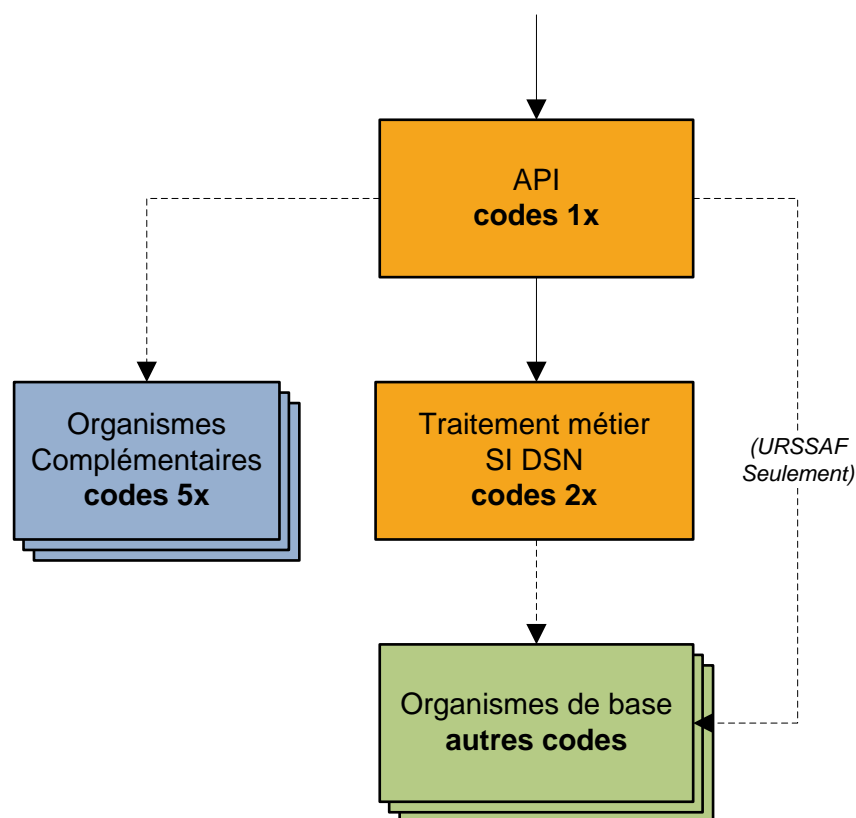 API
codes 1x
Organismes
Complémentaires
codes 5x
Traitement métier
SI DSN
codes 2x
(URSSAF
Seulement)
Organismes de base
autres codes